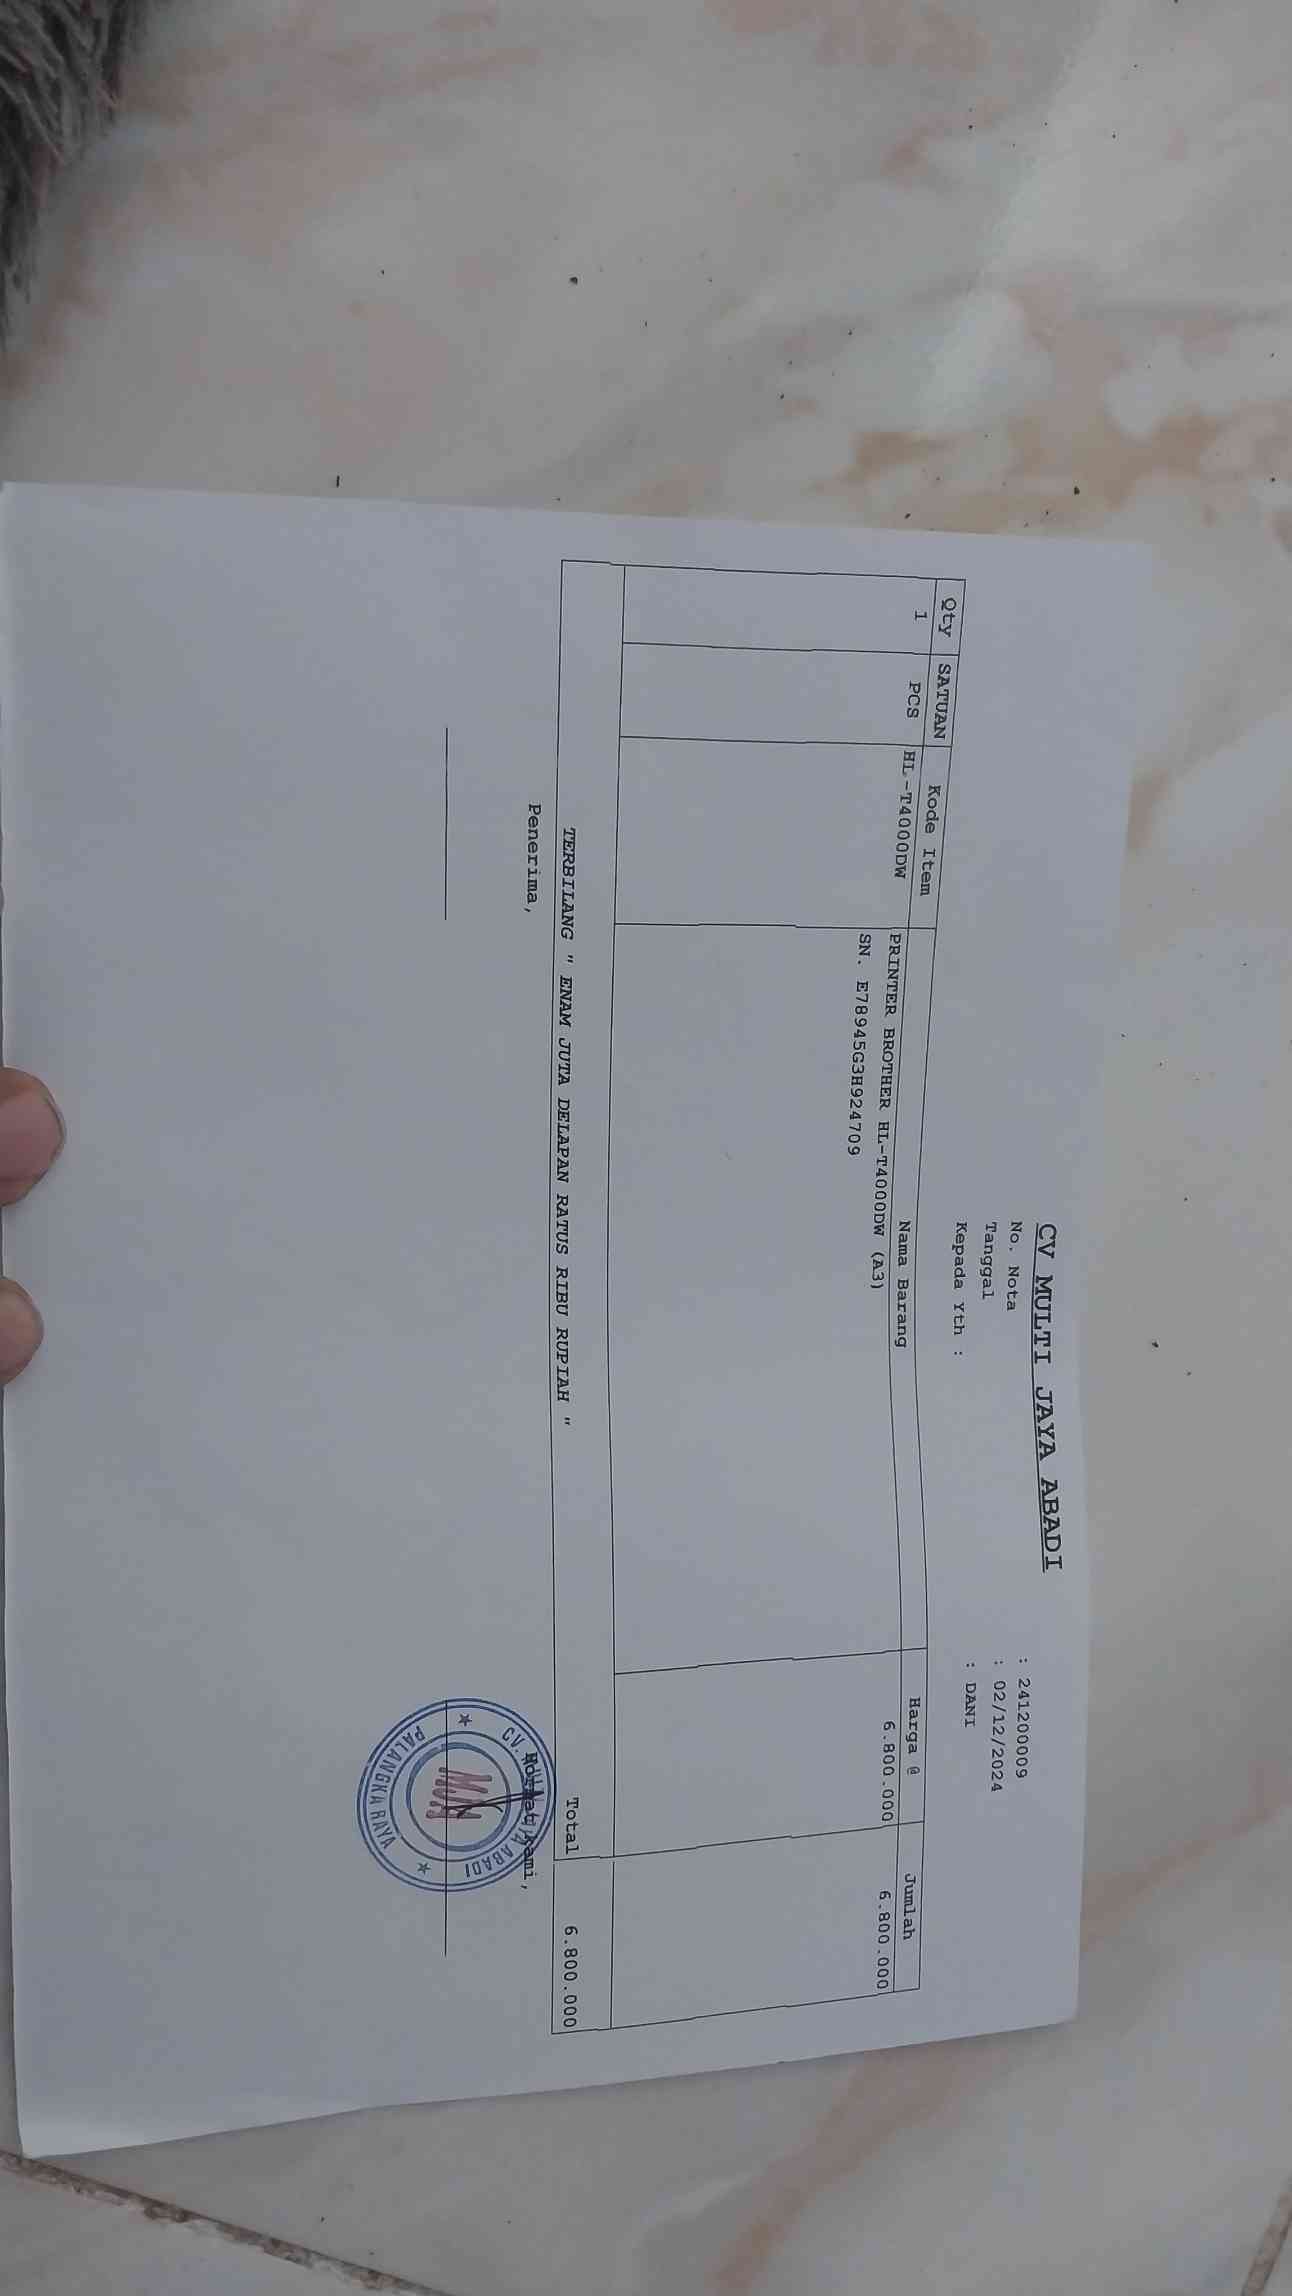 CV MULTI JAYA ABADI
No. Nota : 241200009
Tanggal : 02/12/2024
Kepada Yth : : DANI
Qty SATUAN Kode Item Nama Barang Harga @ Jumlah
1 PCS HL-T4000DW PRINTER BROTHER HL-T4000DW (A3) 6.800.000 6.800.000
SN. E78945G3H924709
TERBILANG " ENAM JUTA DELAPAN RATUS RIBU RUPIAH " Total 6.800.000
Penerima, Hormat kami,
CV. ABADI
PALANGKA RAYA